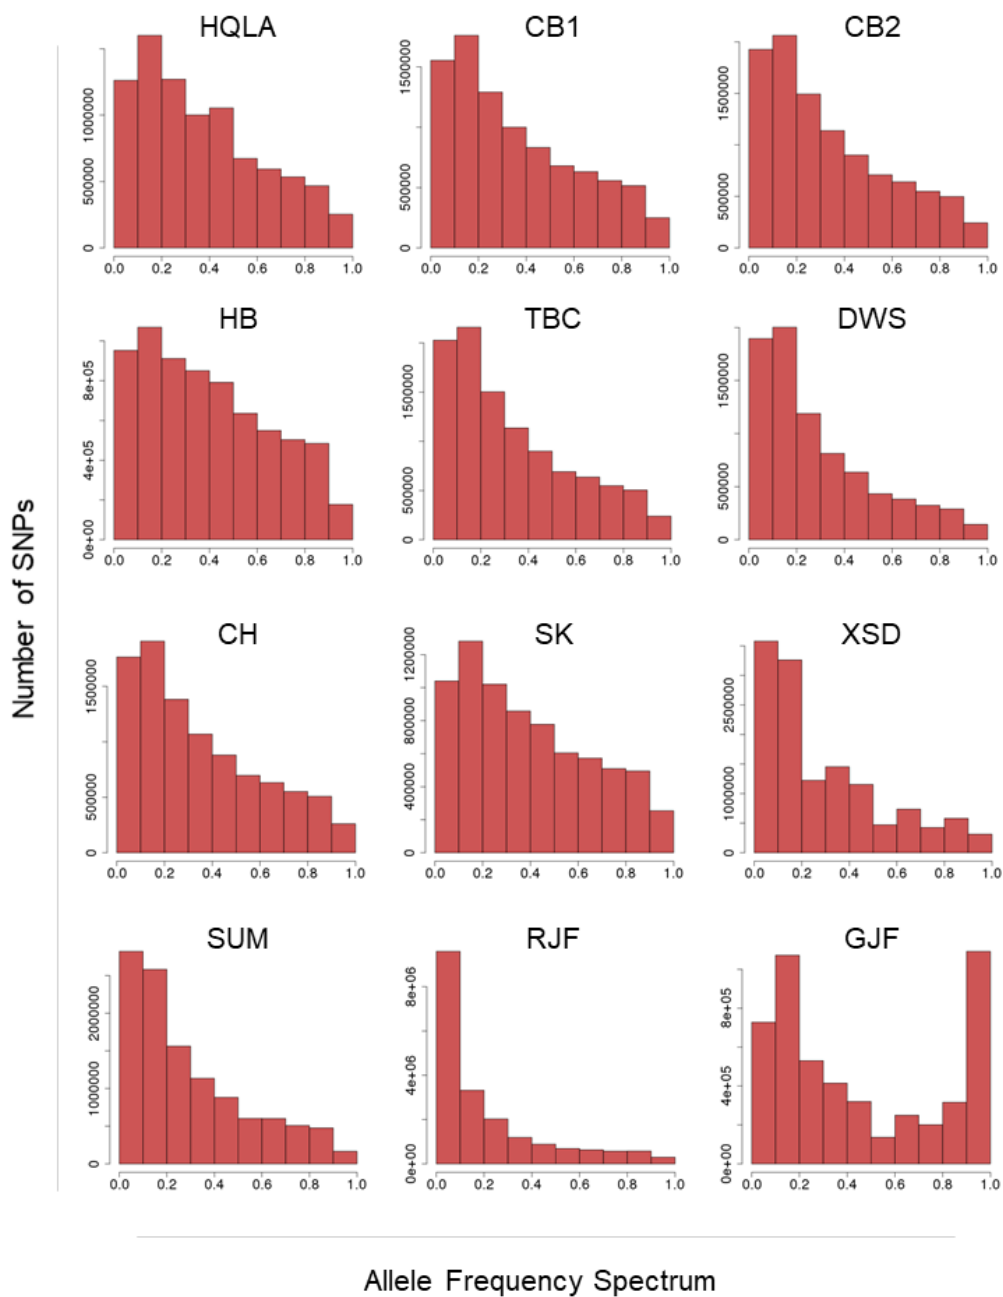 HQLA
CB1
CB2
0 500000 1000000
0.0 0.2 0.4 0.6 0.8 1.0
0 500000 1500000
0.0 0.2 0.4 0.6 0.8 1.0
0 500000 1500000
0.0 0.2 0.4 0.6 0.8 1.0
HB
TBC
DWS
0e+00 4e+05 8e+05
0.0 0.2 0.4 0.6 0.8 1.0
0 500000 1500000
0.0 0.2 0.4 0.6 0.8 1.0
0 500000 1500000
0.0 0.2 0.4 0.6 0.8 1.0
Number of SNPs
CH
SK
XSD
0 500000 1500000
0.0 0.2 0.4 0.6 0.8 1.0
0 400000 800000 1200000
0.0 0.2 0.4 0.6 0.8 1.0
0 1000000 2500000
0.0 0.2 0.4 0.6 0.8 1.0
SUM
RJF
GJF
0 1000000 2000000
0.0 0.2 0.4 0.6 0.8 1.0
0e+00 4e+06 8e+06
0.0 0.2 0.4 0.6 0.8 1.0
0e+00 4e+05 8e+05
0.0 0.2 0.4 0.6 0.8 1.0
Allele Frequency Spectrum